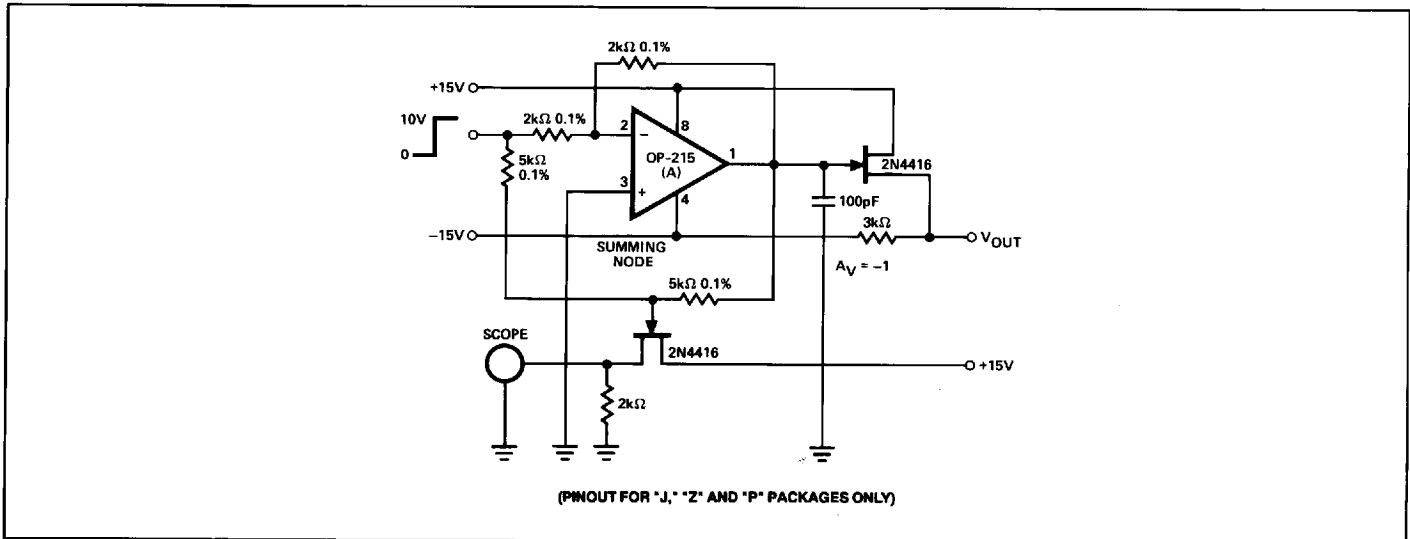 2kΩ 0.1%
+15V
10V
0
2kΩ 0.1%
5kΩ
0.1%
2
−
8
OP-215
(A)
1
3
+
4
2N4416
100pF
3kΩ
−15V
VOUT
SUMMING
NODE
AV = −1
5kΩ 0.1%
SCOPE
2N4416
+15V
2kΩ
(PINOUT FOR "J," "Z" AND "P" PACKAGES ONLY)